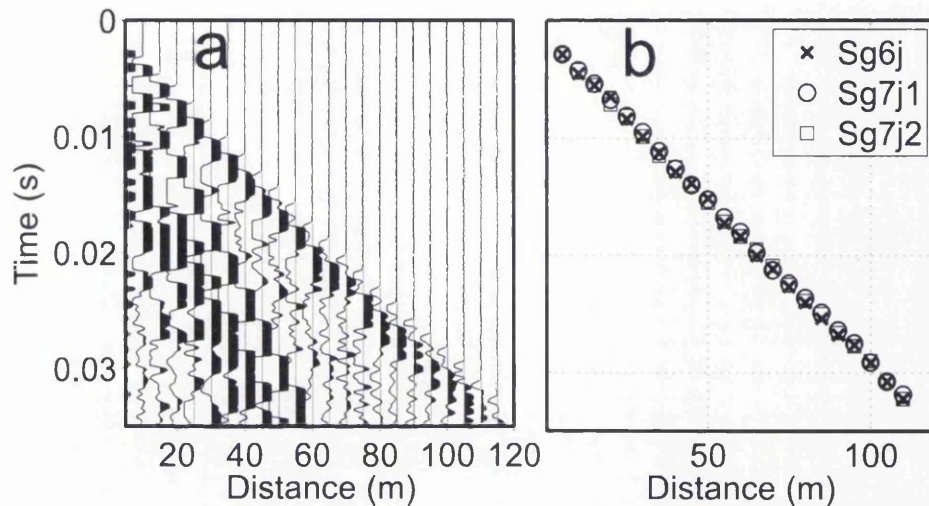 0
0.01
0.02
0.03
Time (s)
a
20 40 60 80 100 120
Distance (m)
b
Sg6j
Sg7j1
Sg7j2
50 100
Distance (m)